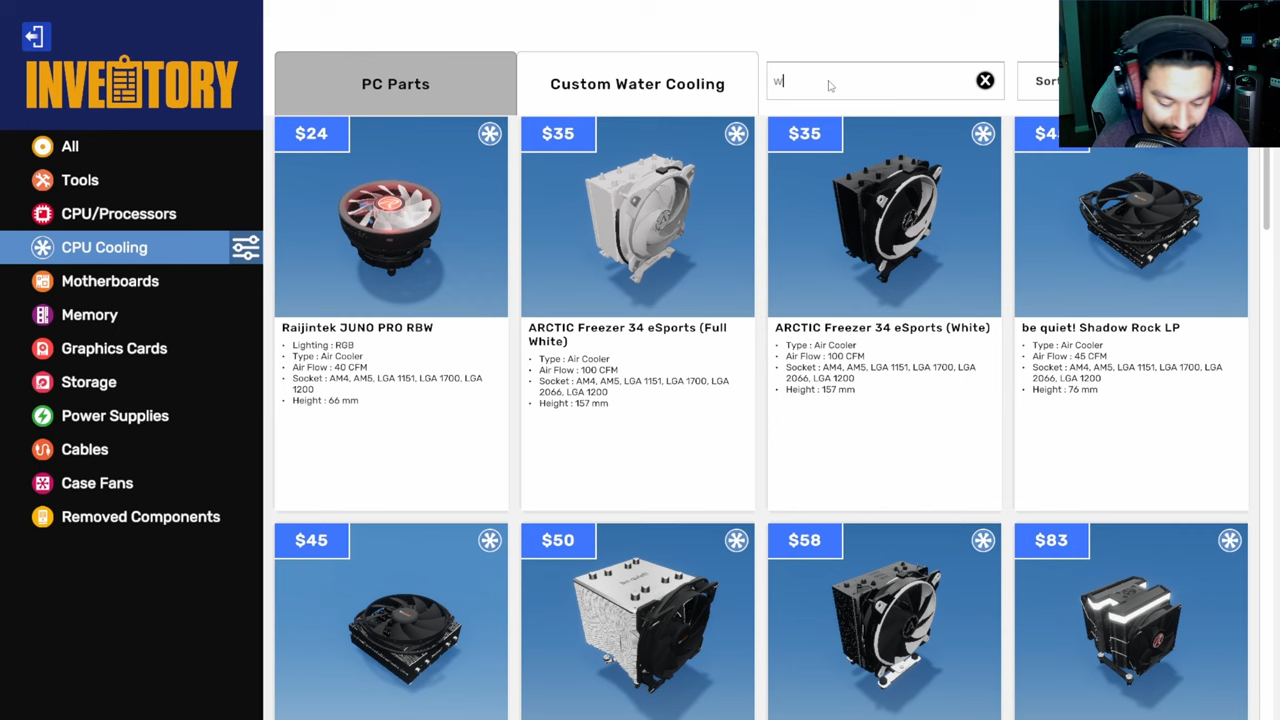 INVENTORY
All
Tools
CPU/Processors
CPU Cooling
Motherboards
Memory
Graphics Cards
Storage
Power Supplies
Cables
Case Fans
Removed Components
PC Parts
Custom Water Cooling
w
Sort
$24
Raijintek JUNO PRO RBW
• Lighting : RGB
• Type : Air Cooler
• Air Flow : 40 CFM
• Socket : AM4, AM5, LGA 1151, LGA 1700, LGA
1200
• Height : 66 mm
$35
ARCTIC Freezer 34 eSports (Full
White)
• Type : Air Cooler
• Air Flow : 100 CFM
• Socket : AM4, AM5, LGA 1151, LGA 1700, LGA
2066, LGA 1200
• Height : 157 mm
$35
ARCTIC Freezer 34 eSports (White)
• Type : Air Cooler
• Air Flow : 100 CFM
• Socket : AM4, AM5, LGA 1151, LGA 1700, LGA
2066, LGA 1200
• Height : 157 mm
be quiet! Shadow Rock LP
• Type : Air Cooler
• Air Flow : 45 CFM
• Socket : AM4, AM5, LGA 1151, LGA 1700, LGA
1200
• Height : 76 mm
$45
$50
$58
$83